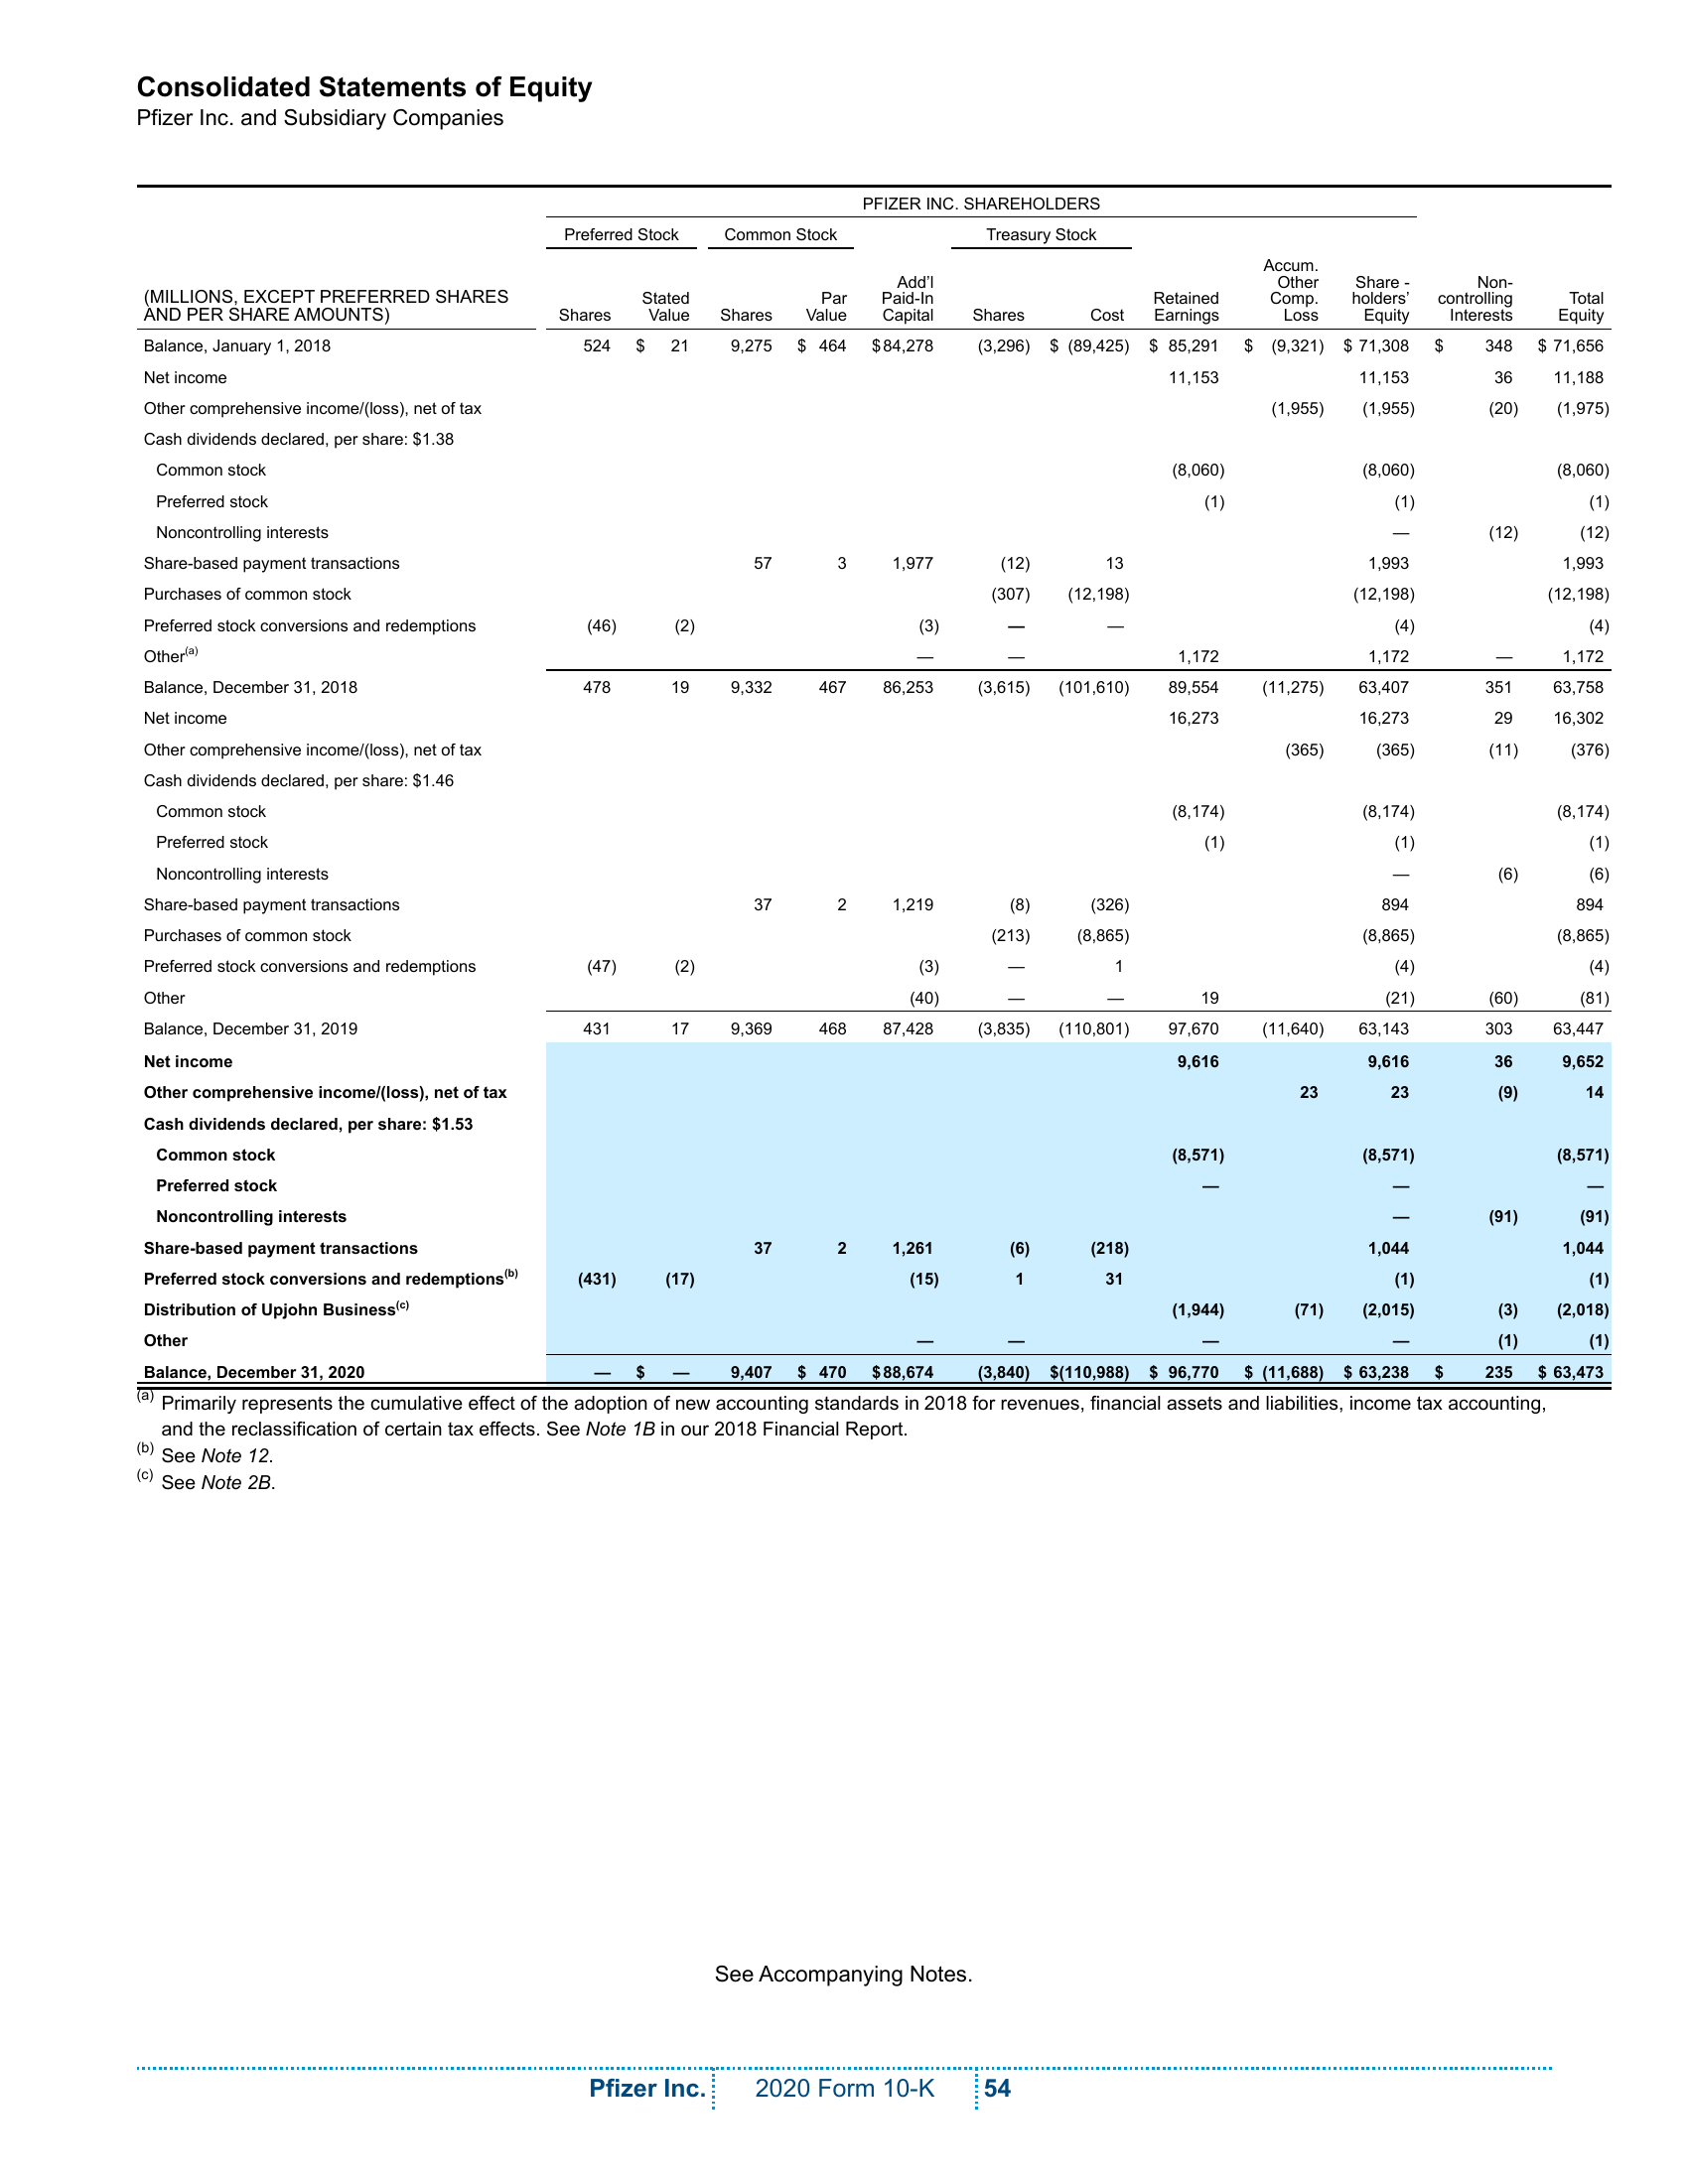 Consolidated Statements of Equity
Pfizer Inc. and Subsidiary Companies
PFIZER INC. SHAREHOLDERS
Preferred Stock Common Stock Treasury Stock
(MILLIONS, EXCEPT PREFERRED SHARES AND PER SHARE AMOUNTS) Shares Stated Value Shares Par Value Add’l Paid-In Capital Shares Cost Retained Earnings Accum. Other Comp. Loss Share - holders’ Equity Non-controlling Interests Total Equity
Balance, January 1, 2018 524 $ 21 9,275 $ 464 $84,278 (3,296) $ (89,425) $ 85,291 $ (9,321) $ 71,308 $ 348 $ 71,656
Net income 11,153 11,153 36 11,188
Other comprehensive income/(loss), net of tax (1,955) (1,955) (20) (1,975)
Cash dividends declared, per share: $1.38
Common stock (8,060) (8,060) (8,060)
Preferred stock (1) (1) (1)
Noncontrolling interests — (12) (12)
Share-based payment transactions 57 3 1,977 (12) 13 1,993 1,993
Purchases of common stock (307) (12,198) (12,198) (12,198)
Preferred stock conversions and redemptions (46) (2) (3) — — (4) (4)
Other(a) — — 1,172 1,172 — 1,172
Balance, December 31, 2018 478 19 9,332 467 86,253 (3,615) (101,610) 89,554 (11,275) 63,407 351 63,758
Net income 16,273 16,273 29 16,302
Other comprehensive income/(loss), net of tax (365) (365) (11) (376)
Cash dividends declared, per share: $1.46
Common stock (8,174) (8,174) (8,174)
Preferred stock (1) (1) (1)
Noncontrolling interests — (6) (6)
Share-based payment transactions 37 2 1,219 (8) (326) 894 894
Purchases of common stock (213) (8,865) (8,865) (8,865)
Preferred stock conversions and redemptions (47) (2) (3) — 1 (4) (4)
Other (40) — — 19 (21) (60) (81)
Balance, December 31, 2019 431 17 9,369 468 87,428 (3,835) (110,801) 97,670 (11,640) 63,143 303 63,447
Net income 9,616 9,616 36 9,652
Other comprehensive income/(loss), net of tax 23 23 (9) 14
Cash dividends declared, per share: $1.53
Common stock (8,571) (8,571) (8,571)
Preferred stock — — —
Noncontrolling interests — (91) (91)
Share-based payment transactions 37 2 1,261 (6) (218) 1,044 1,044
Preferred stock conversions and redemptions(b) (431) (17) (15) 1 31 (1) (1)
Distribution of Upjohn Business(c) (1,944) (71) (2,015) (3) (2,018)
Other — — — — (1) (1)
Balance, December 31, 2020 — $ — 9,407 $ 470 $88,674 (3,840) $(110,988) $ 96,770 $ (11,688) $ 63,238 $ 235 $ 63,473
(a) Primarily represents the cumulative effect of the adoption of new accounting standards in 2018 for revenues, financial assets and liabilities, income tax accounting,
and the reclassification of certain tax effects. See Note 1B in our 2018 Financial Report.
(b) See Note 12.
(c) See Note 2B.
See Accompanying Notes.
Pfizer Inc. 2020 Form 10-K 54